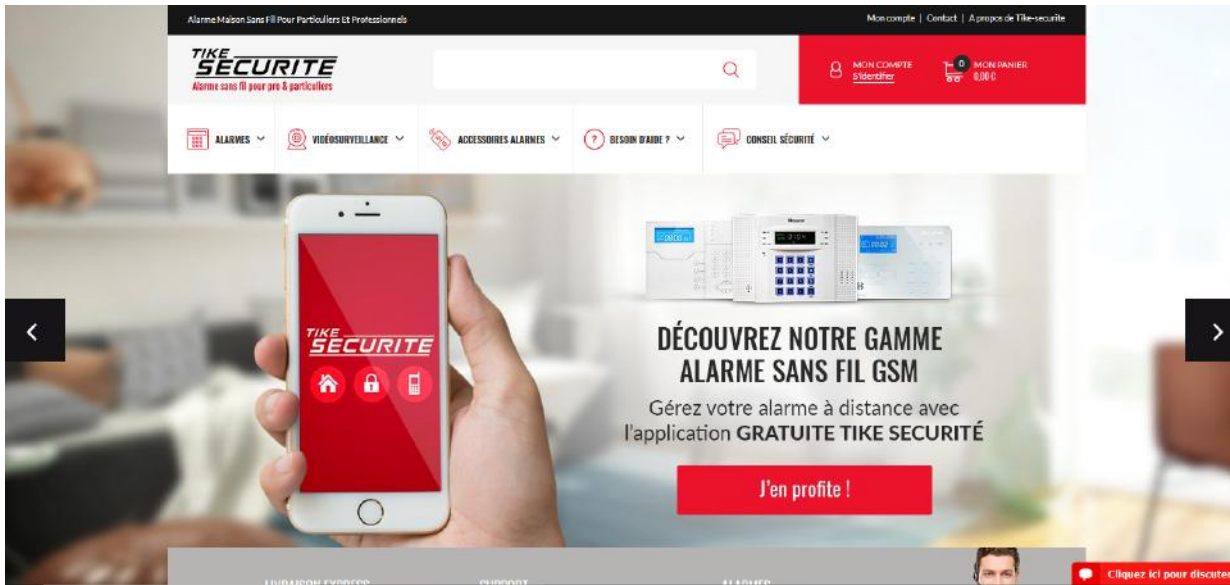 Alarme Maison Sans Fil Pour Particuliers Et Professionnels
Mon compte | Contact | A propos de Tike-securite
TIKE
SECURITE
Alarme sans fil pour pro & particuliers
MON COMPTE
S'identifier
0
MON PANIER
0,00 €
ALARMES
VIDÉOSURVEILLANCE
ACCESSOIRES ALARMES
? BESOIN D'AIDE ?
CONSEIL SÉCURITÉ
TIKE
SECURITE
DÉCOUVREZ NOTRE GAMME
ALARME SANS FIL GSM
Gérez votre alarme à distance avec
l'application GRATUITE TIKE SECURITÉ
J'en profite !
LIVRAISON EXPRESS
SUPPORT
ALARMES
Cliquez ici pour discuter